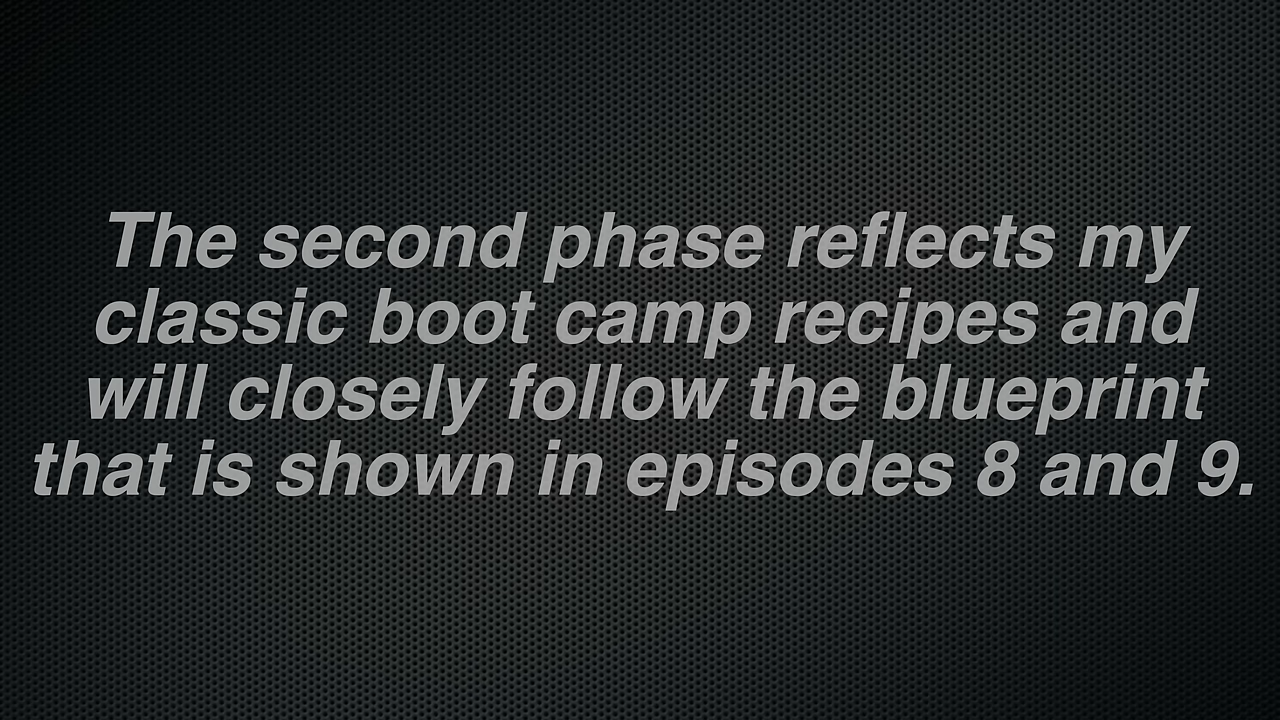 The second phase reflects my
classic boot camp recipes and
will closely follow the blueprint
that is shown in episodes 8 and 9.